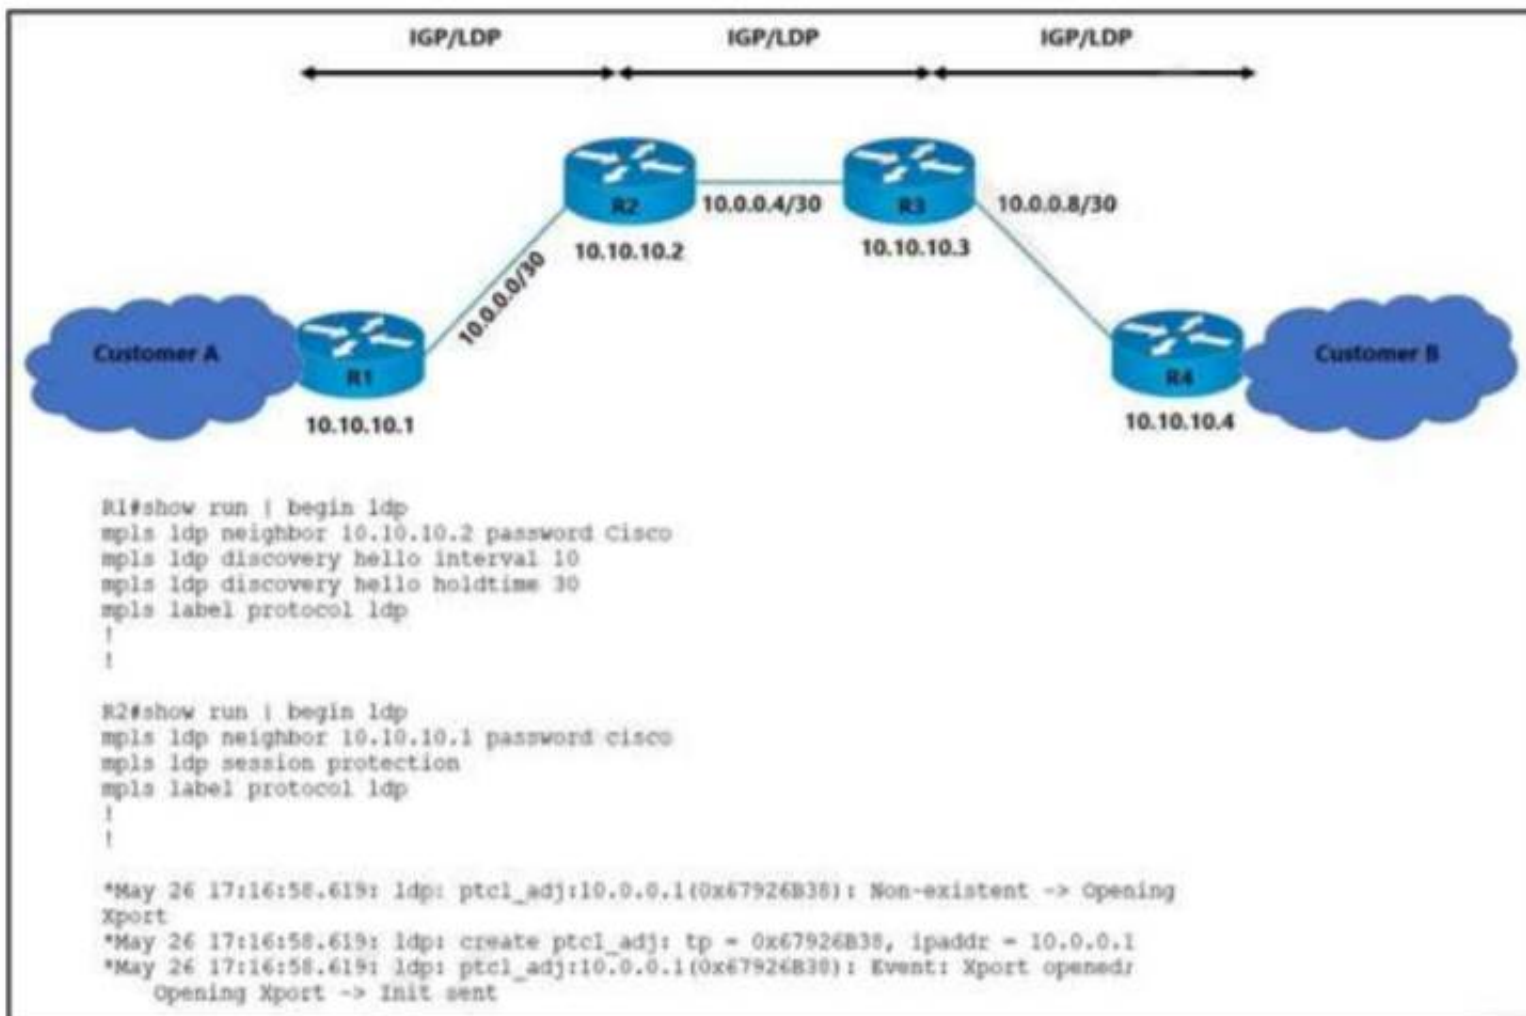 IGP/LDP IGP/LDP IGP/LDP
R2 10.0.0.4/30 R3 10.0.0.8/30
10.10.10.2 10.10.10.3
10.0.0.0/30
Customer A Customer B
R1 R4
10.10.10.1 10.10.10.4
R1#show run | begin ldp
mpls ldp neighbor 10.10.10.2 password Cisco
mpls ldp discovery hello interval 10
mpls ldp discovery hello holdtime 30
mpls label protocol ldp
!
!
R2#show run | begin ldp
mpls ldp neighbor 10.10.10.1 password cisco
mpls ldp session protection
mpls label protocol ldp
!
!
*May 26 17:16:58.619: ldp: ptcl_adj:10.0.0.1(0x67926B38): Non-existent -> Opening
Xport
*May 26 17:16:58.619: ldp: create ptcl_adj: tp = 0x67926B38, ipaddr = 10.0.0.1
*May 26 17:16:58.619: ldp: ptcl_adj:10.0.0.1(0x67926B38): Event: Xport opened;
Opening Xport -> Init sent